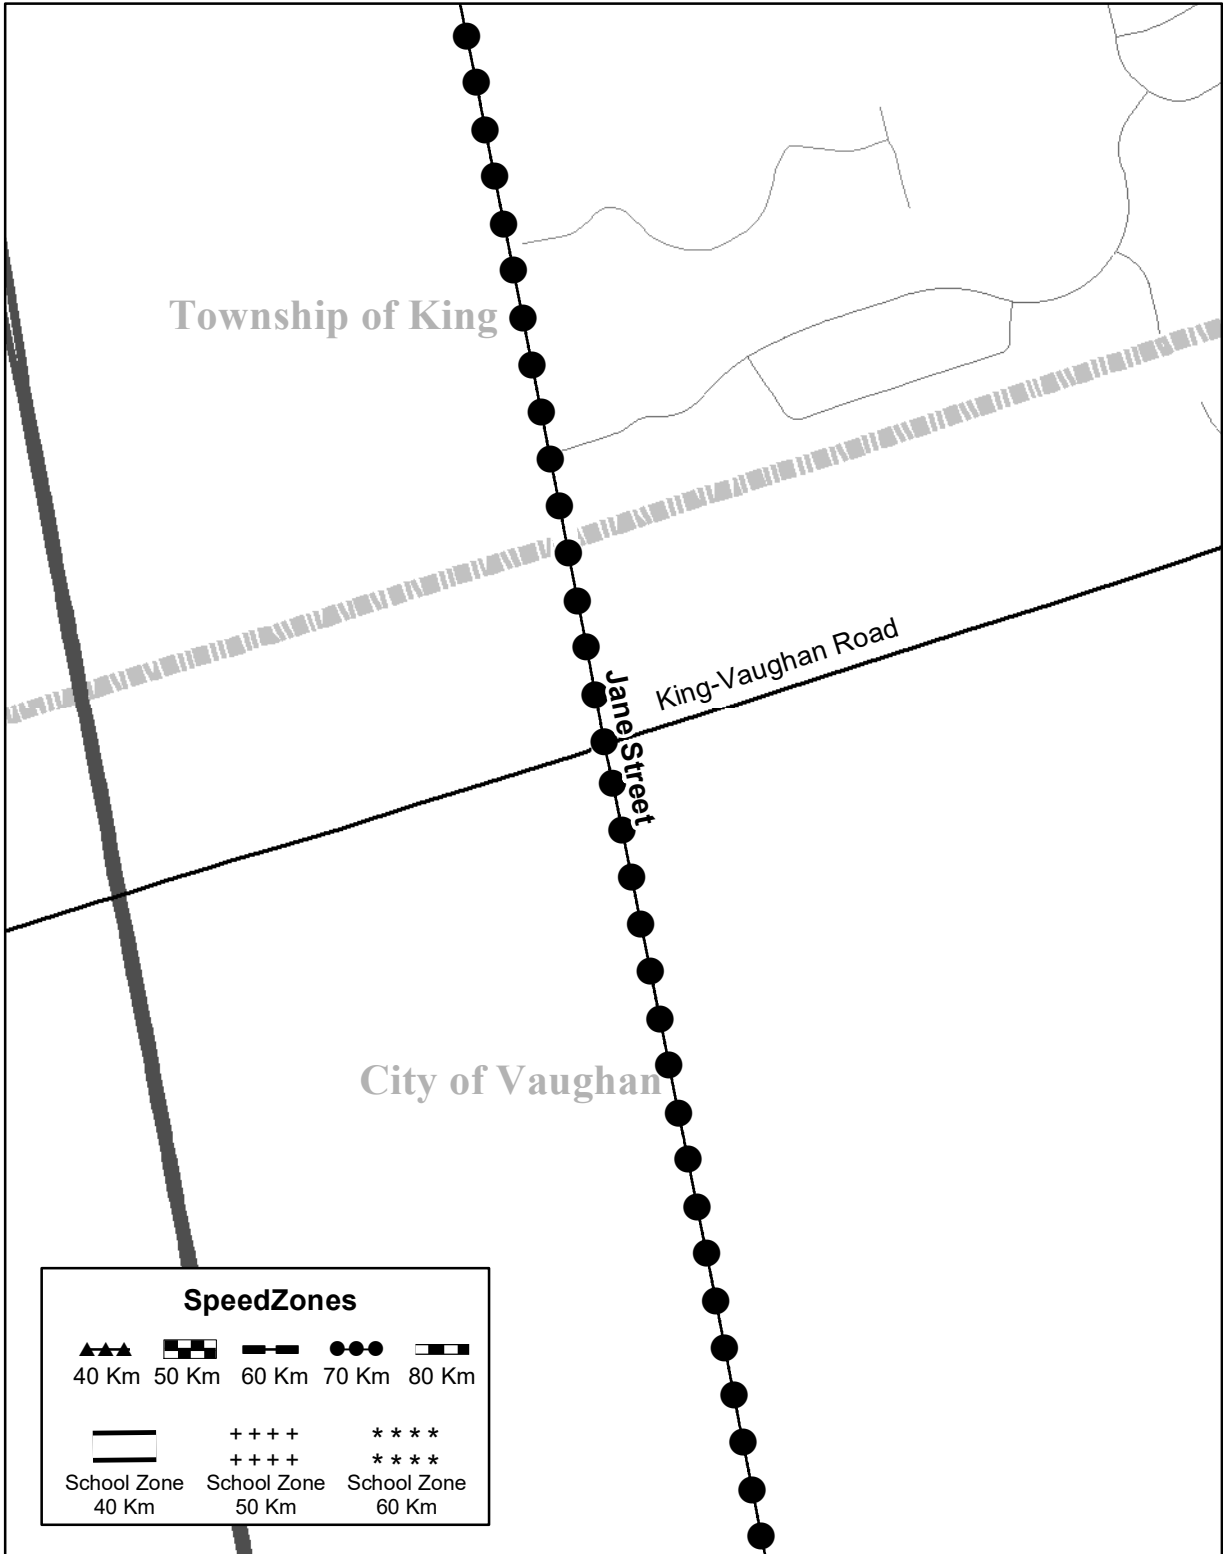 Township of King
King-Vaughan Road
Jane Street
City of Vaughan
SpeedZones
40 Km 50 Km 60 Km 70 Km 80 Km
++++ ****
++++ ****
School Zone School Zone School Zone
40 Km 50 Km 60 Km